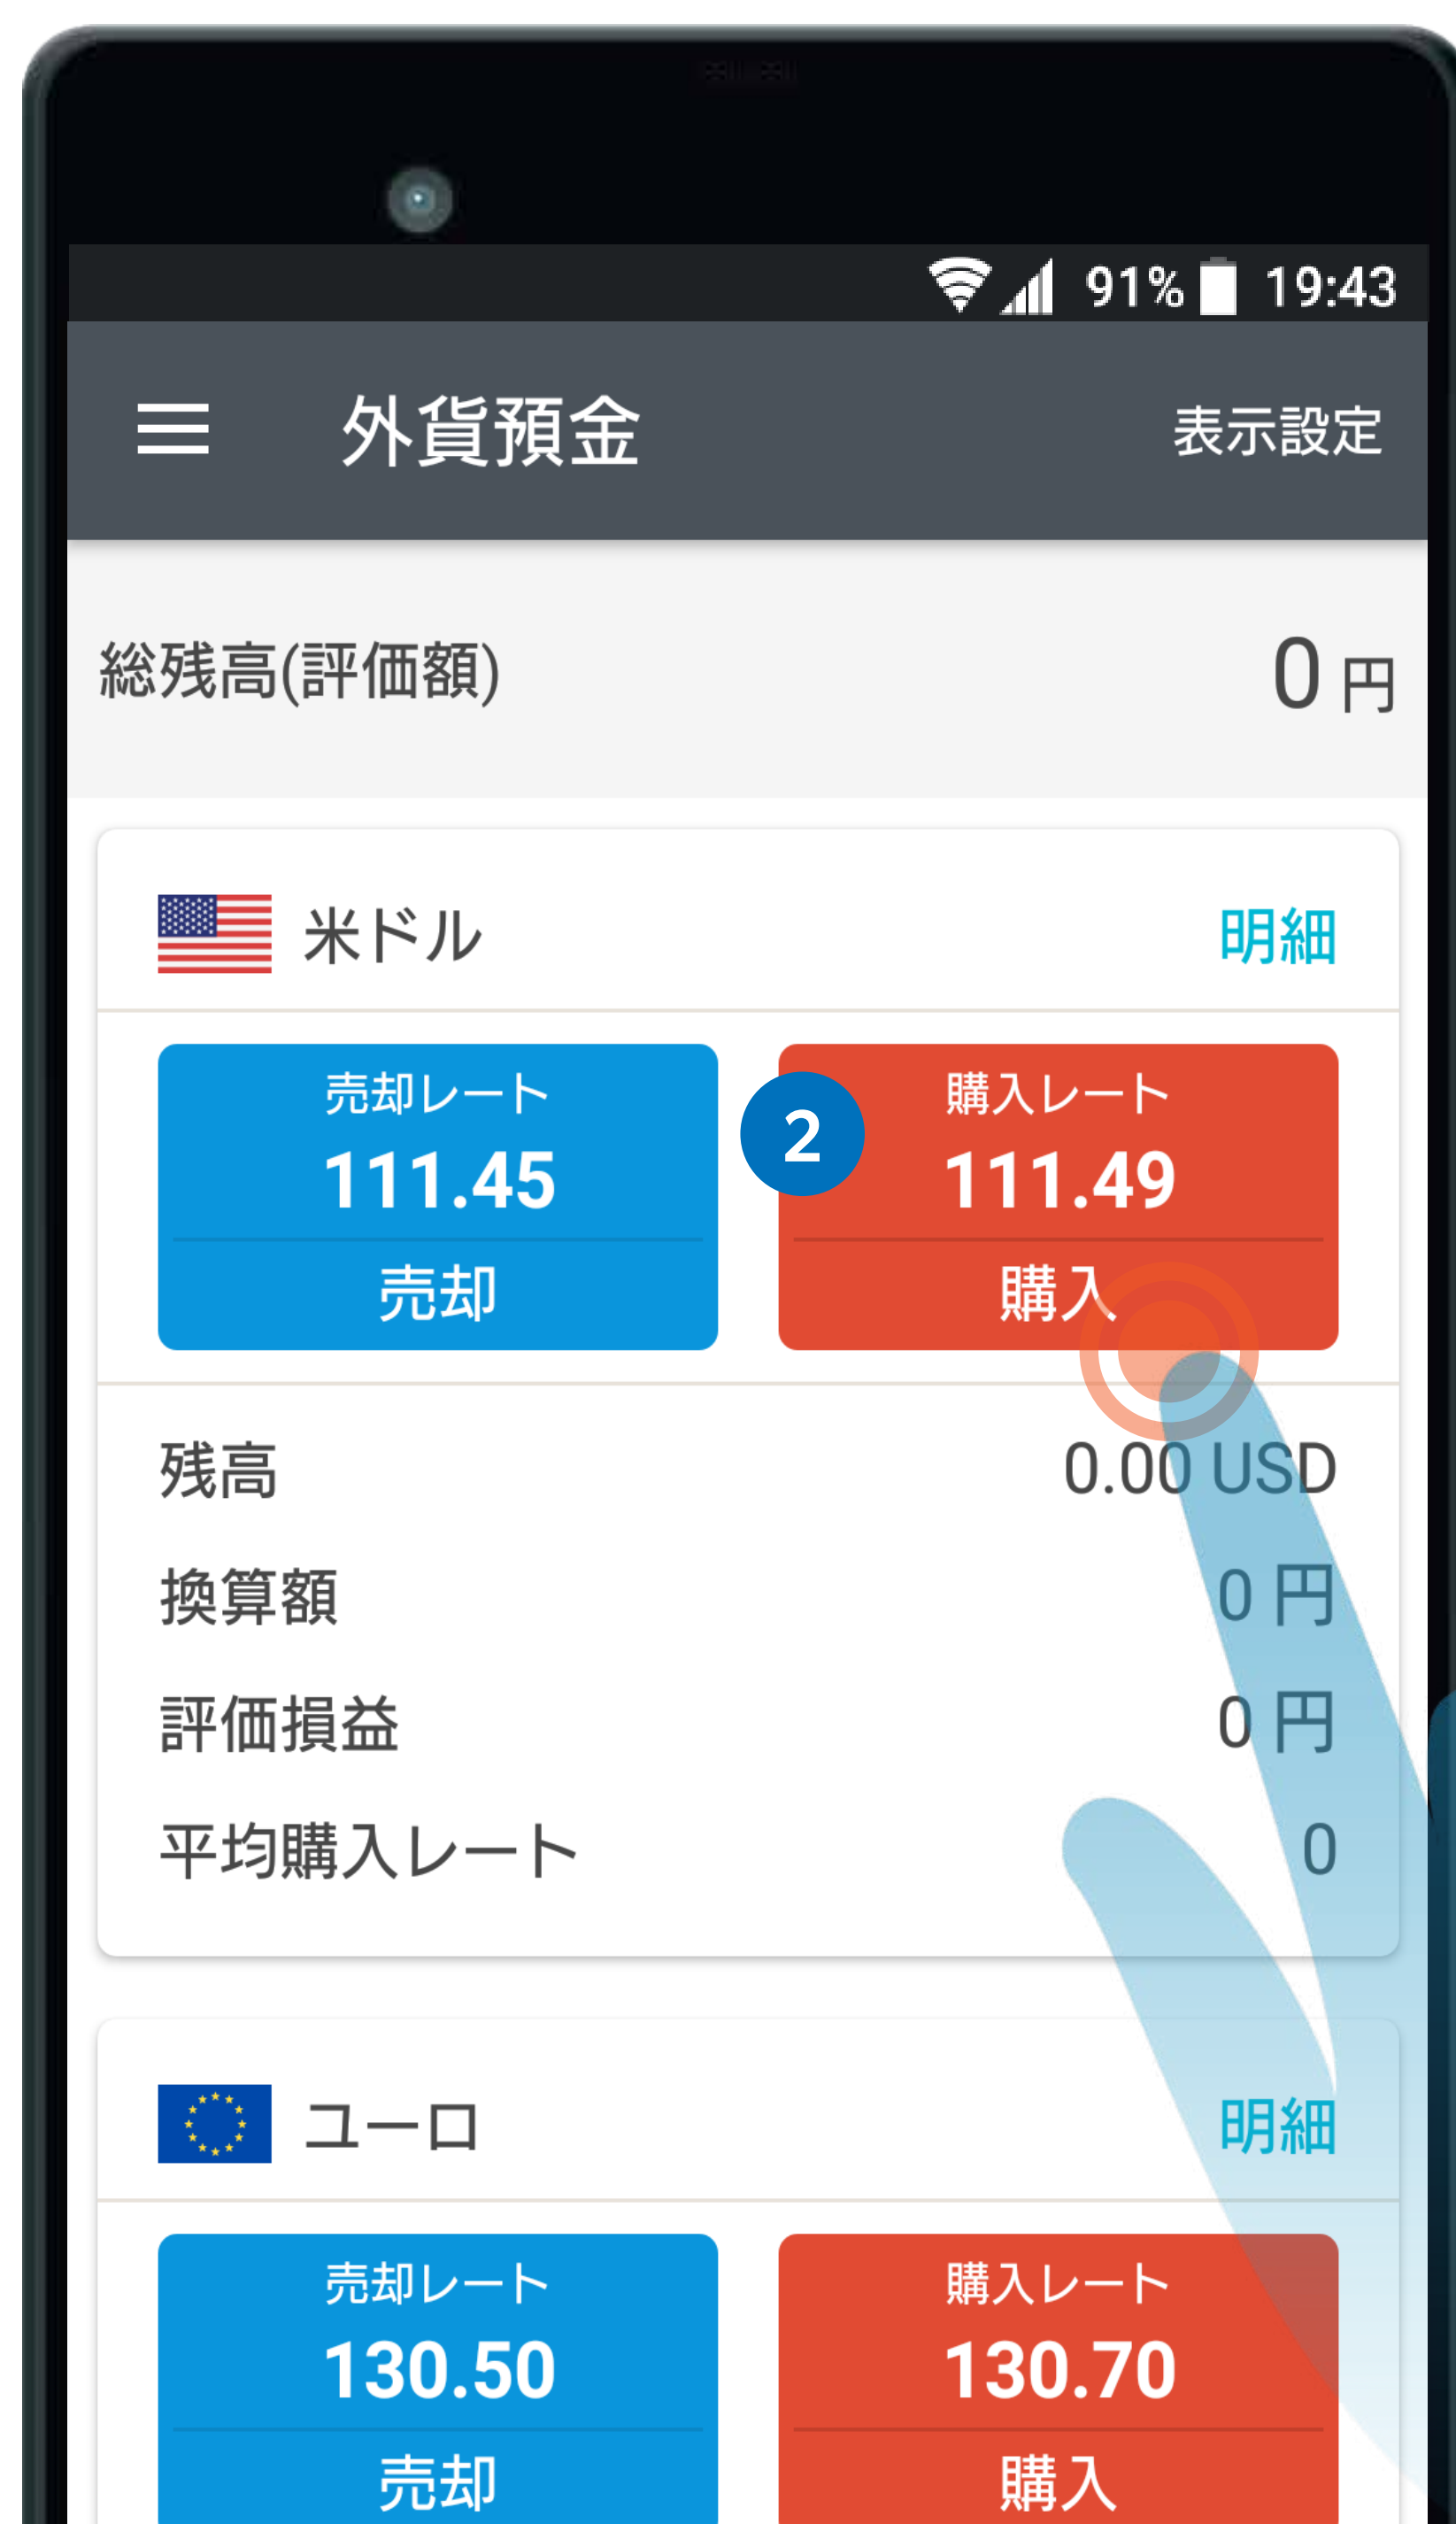 91% 19:43
外貨預金 表示設定
総残高(評価額) 0 円
米ドル 明細
売却レート 2 購入レート
111.45 111.49
売却 購入
残高 0.00 USD
換算額 0 円
評価損益 0 円
平均購入レート 0
ユーロ 明細
売却レート 購入レート
130.50 130.70
売却 購入